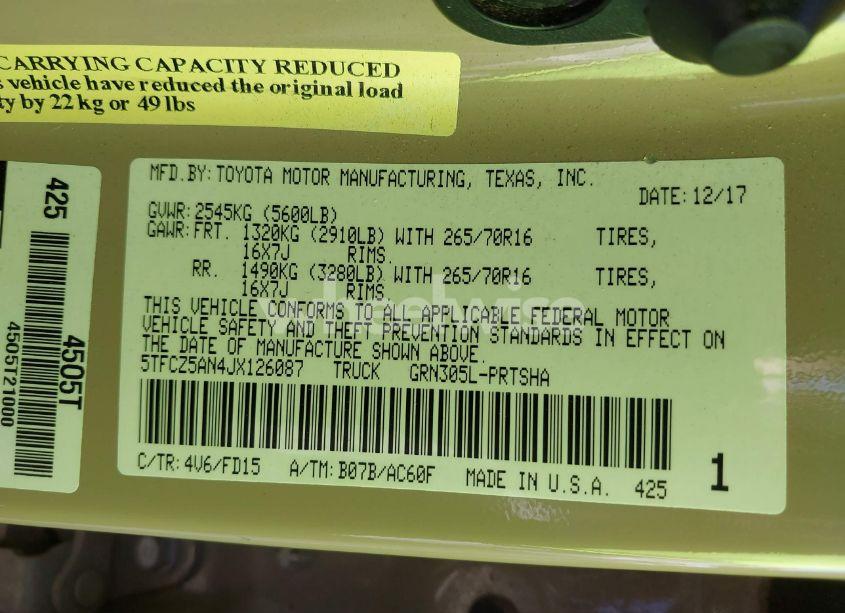 CARRYING CAPACITY REDUCED
s vehicle have reduced the original load
ty by 22 kg or 49 lbs
425
4505T
4505T21000
MFD.BY:TOYOTA MOTOR MANUFACTURING, TEXAS, INC.
DATE:12/17
GVWR:2545KG (5600LB)
GAWR:FRT. 1320KG (2910LB) WITH 265/70R16 TIRES,
16X7J RIMS.
RR. 1490KG (3280LB) WITH 265/70R16 TIRES,
16X7J RIMS.
THIS VEHICLE CONFORMS TO ALL APPLICABLE FEDERAL MOTOR
VEHICLE SAFETY AND THEFT PREVENTION STANDARDS IN EFFECT ON
THE DATE OF MANUFACTURE SHOWN ABOVE.
5TFCZ5AN4JX126087 TRUCK GRN305L-PRTSHA
C/TR:4V6/FD15 A/TM:B07B/AC60F MADE IN U.S.A. 425
1
wheelwise